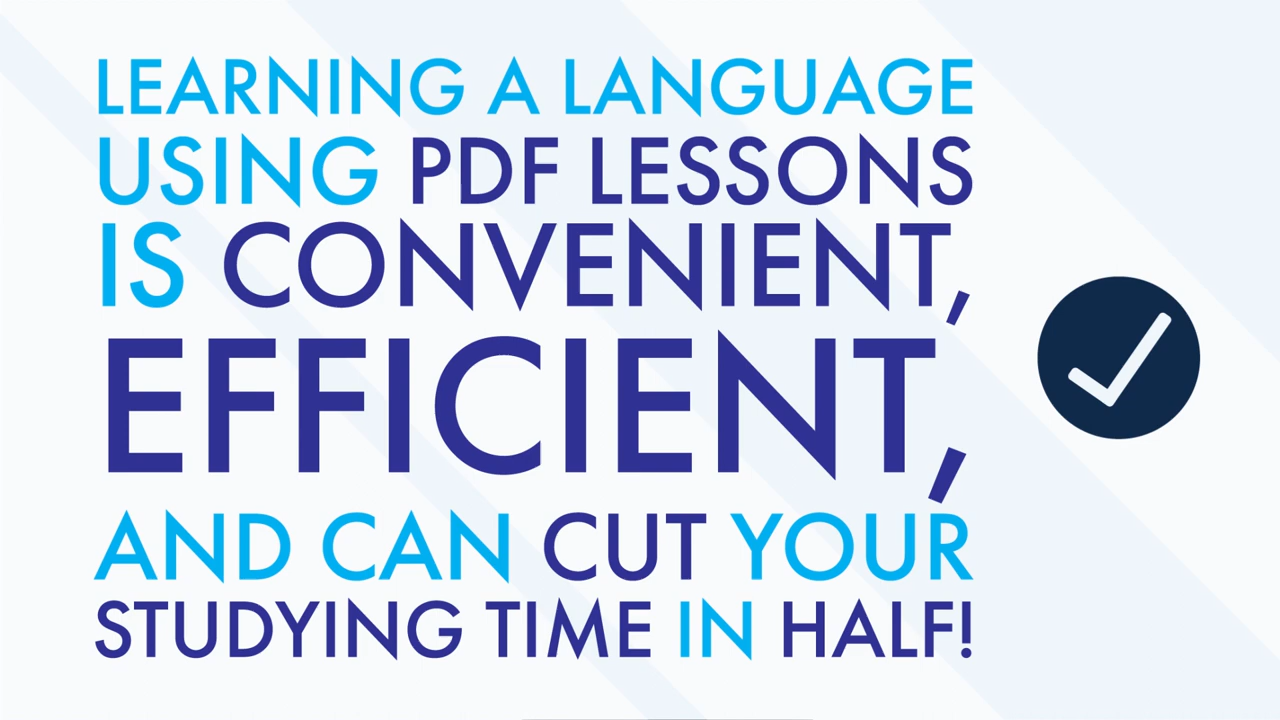 LEARNING A LANGUAGE
USING PDF LESSONS
IS CONVENIENT,
EFFICIENT,
AND CAN CUT YOUR
STUDYING TIME IN HALF!